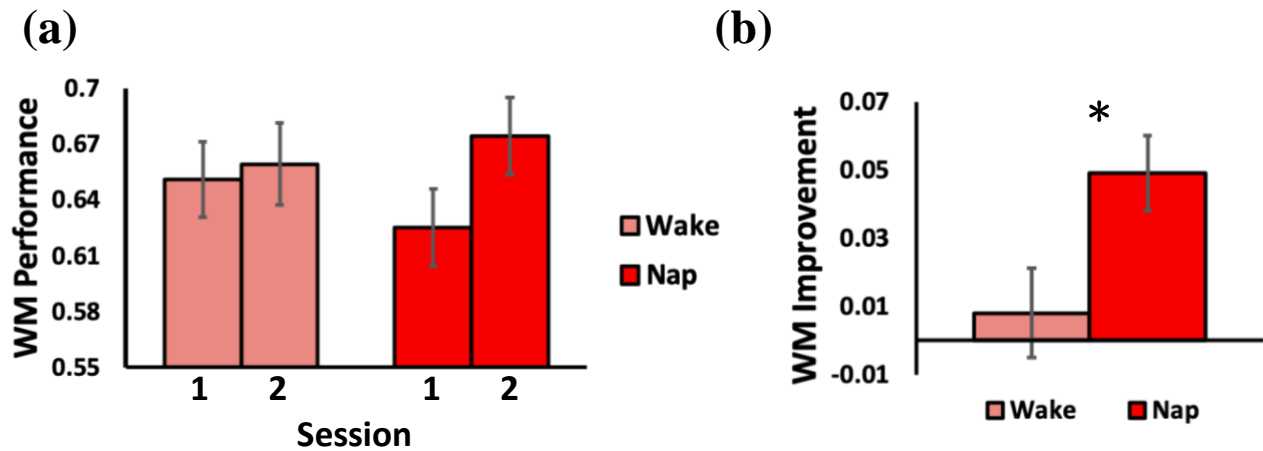 (a)
WM Performance
0.7
0.67
0.64
0.61
0.58
0.55
1 2 1 2
Session
Wake
Nap
(b)
WM Improvement
0.07
0.05
0.03
0.01
-0.01
*
Wake Nap